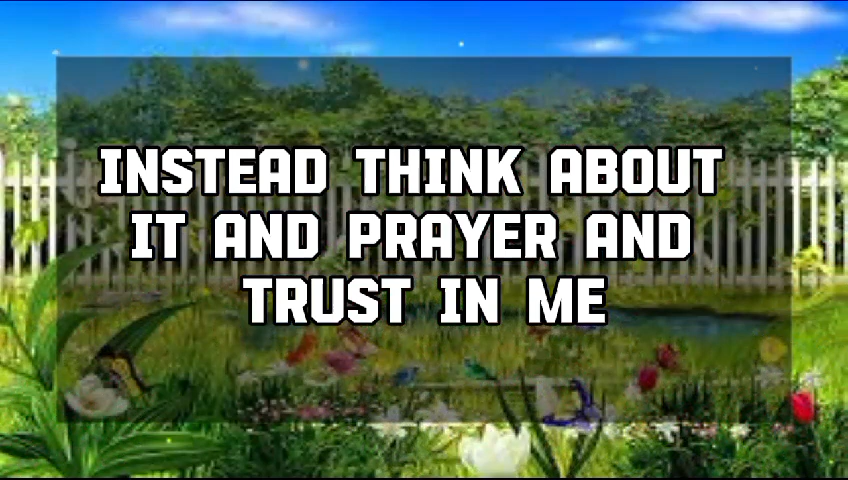 INSTEAD THINK ABOUT
IT AND PRAYER AND
TRUST IN ME